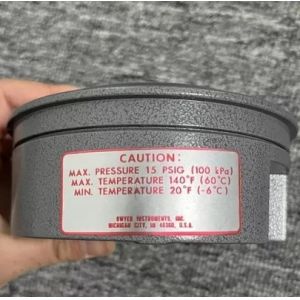 CAUTION:
MAX. PRESSURE 15 PSIG (100 kPa)
MAX. TEMPERATURE 140°F (60°C)
MIN. TEMPERATURE 20°F (-6°C)
DWYER INSTRUMENTS, INC.
MICHIGAN CITY, IN 46360, U.S.A.